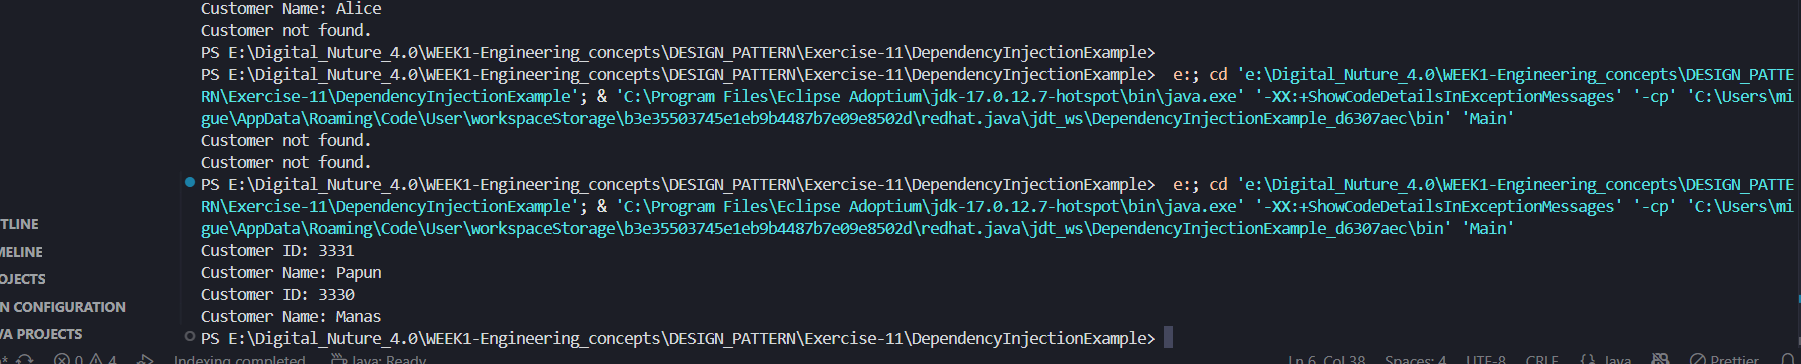 Customer Name: Alice
Customer not found.
PS E:\Digital_Nuture_4.0\WEEK1-Engineering_concepts\DESIGN_PATTERN\Exercise-11\DependencyInjectionExample>
PS E:\Digital_Nuture_4.0\WEEK1-Engineering_concepts\DESIGN_PATTERN\Exercise-11\DependencyInjectionExample>  e:; cd 'e:\Digital_Nuture_4.0\WEEK1-Engineering_concepts\DESIGN_PATTE
RN\Exercise-11\DependencyInjectionExample'; & 'C:\Program Files\Eclipse Adoptium\jdk-17.0.12.7-hotspot\bin\java.exe' '-XX:+ShowCodeDetailsInExceptionMessages' '-cp' 'C:\Users\mi
gue\AppData\Roaming\Code\User\workspaceStorage\b3e35503745e1eb9b4487b7e09e8502d\redhat.java\jdt_ws\DependencyInjectionExample_d6307aec\bin' 'Main'
Customer not found.
Customer not found.
PS E:\Digital_Nuture_4.0\WEEK1-Engineering_concepts\DESIGN_PATTERN\Exercise-11\DependencyInjectionExample>  e:; cd 'e:\Digital_Nuture_4.0\WEEK1-Engineering_concepts\DESIGN_PATTE
RN\Exercise-11\DependencyInjectionExample'; & 'C:\Program Files\Eclipse Adoptium\jdk-17.0.12.7-hotspot\bin\java.exe' '-XX:+ShowCodeDetailsInExceptionMessages' '-cp' 'C:\Users\mi
gue\AppData\Roaming\Code\User\workspaceStorage\b3e35503745e1eb9b4487b7e09e8502d\redhat.java\jdt_ws\DependencyInjectionExample_d6307aec\bin' 'Main'
Customer ID: 3331
Customer Name: Papun
Customer ID: 3330
Customer Name: Manas
PS E:\Digital_Nuture_4.0\WEEK1-Engineering_concepts\DESIGN_PATTERN\Exercise-11\DependencyInjectionExample>
TLINE
MELINE
OJECTS
N CONFIGURATION
VA PROJECTS
0 4 Indexing completed Java: Ready Ln 6, Col 38 Spaces: 4 UTF-8 CRLF {} Java Prettier